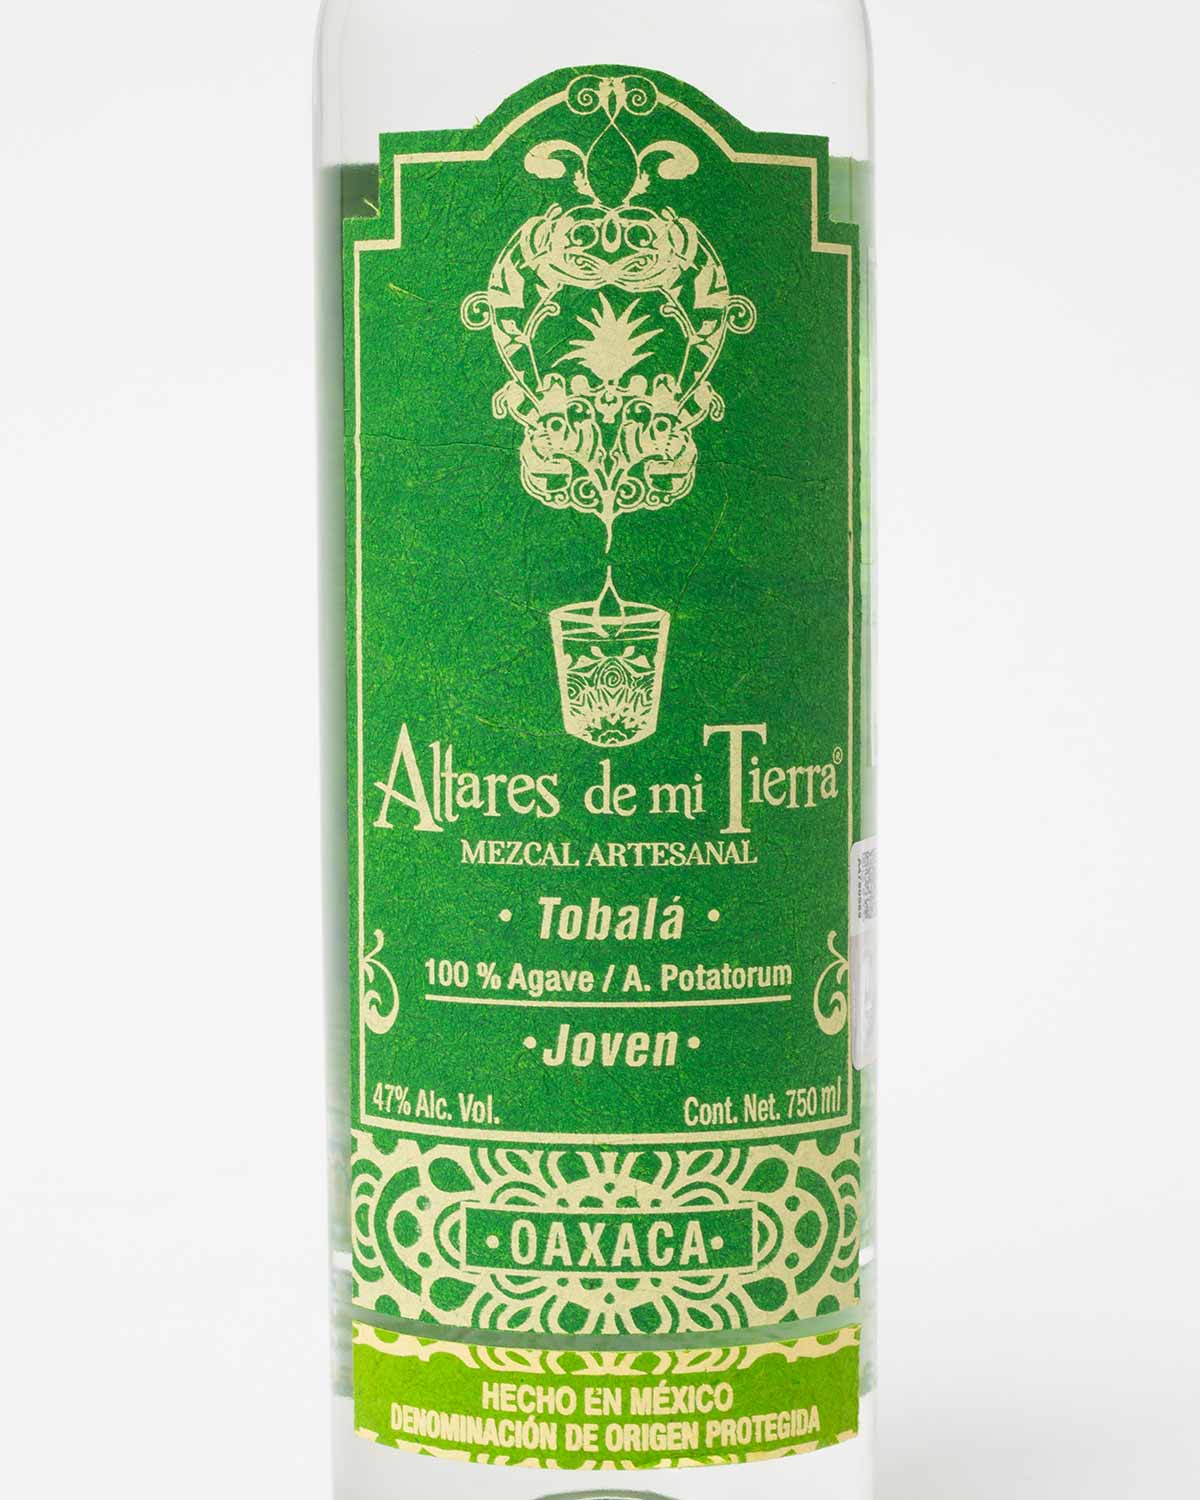 Altares de mi Tierra®
MEZCAL ARTESANAL
• Tobalá •
100 % Agave / A. Potatorum
•Joven•
47% Alc. Vol.
Cont. Net. 750 ml
•OAXACA•
HECHO EN MÉXICO
DENOMINACIÓN DE ORIGEN PROTEGIDA